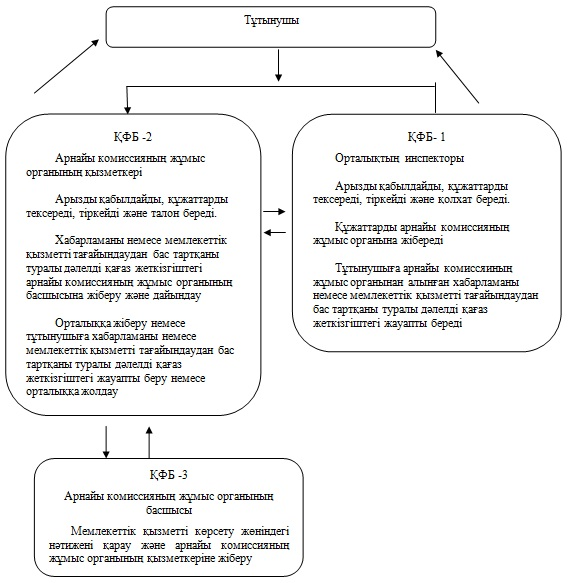 Тұтынушы
ҚФБ -2
Арнайы комиссияның жұмыс
органының қызметкері
Арызды қабылдайды, құжаттарды
тексереді, тіркейді және талон береді.
Хабарламаны немесе мемлекеттік
қызметті тағайындаудан бас тартқаны
туралы дәлелді қағаз жеткізгіштегі
арнайы комиссияның жұмыс органының
басшысына жіберу және дайындау
Орталыққа жіберу немесе
тұтынушыға хабарламаны немесе
мемлекеттік қызметті тағайындаудан бас
тартқаны туралы дәлелді қағаз
жеткізгіштегі жауапты беру немесе
орталыққа жолдау
ҚФБ- 1
Орталықтың инспекторы
Арызды қабылдайды, құжаттарды
тексереді, тіркейді және қолхат береді.
Құжаттарды арнайы комиссияның
жұмыс органына жібереді
Тұтынушыға арнайы комиссяиның
жұмыс органынан алынған хабарламаны
немесе мемлекеттік қызметті тағайындаудан
бас тартқаны туралы дәлелді қағаз
жеткізгіштегі жауапты береді
ҚФБ -3
Арнайы комиссияның жұмыс органының
басшысы
Мемлекеттік қызметті көрсету жөніндегі
нәтижені қарау және арнайы комиссияның
жұмыс органының қызметкеріне жіберу